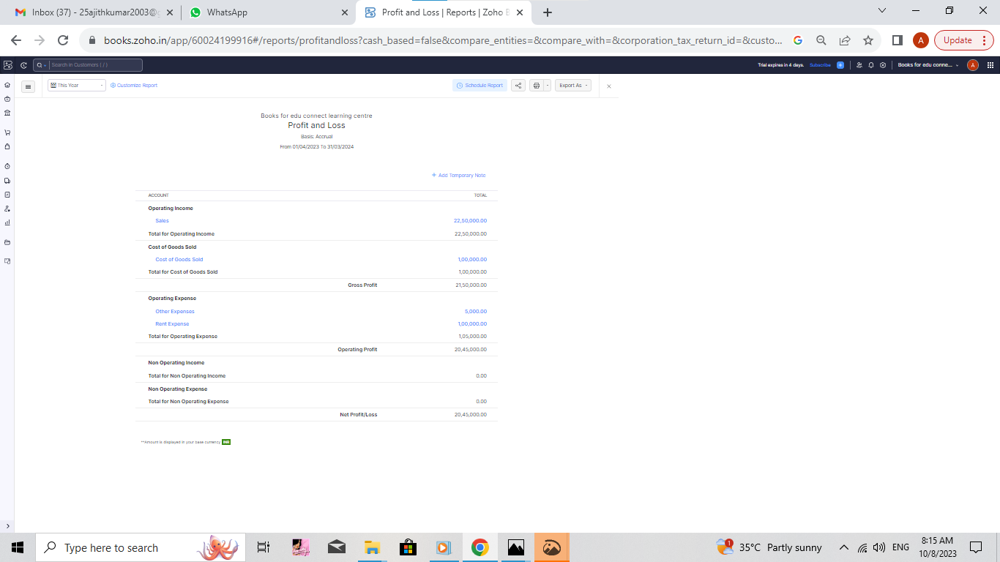 Inbox (37) - 25ajithkumar2003@g
WhatsApp
Profit and Loss | Reports | Zoho B
books.zoho.in/app/60024199916#/reports/profitandloss?cash_based=false&compare_entities=&compare_with=&corporation_tax_return_id=&custo...
A
Update
Search in Customers ( / )
Trial expires in 4 days.
Subscribe
Books for edu conne...
A
This Year
Customize Report
Schedule Report
Export As
Books for edu connect learning centre
Profit and Loss
Basis: Accrual
From 01/04/2023 To 31/03/2024
+ Add Temporary Note
ACCOUNT TOTAL
Operating Income
Sales 22,50,000.00
Total for Operating Income 22,50,000.00
Cost of Goods Sold
Cost of Goods Sold 1,00,000.00
Total for Cost of Goods Sold 1,00,000.00
Gross Profit 21,50,000.00
Operating Expense
Other Expenses 5,000.00
Rent Expense 1,00,000.00
Total for Operating Expense 1,05,000.00
Operating Profit 20,45,000.00
Non Operating Income
Total for Non Operating Income 0.00
Non Operating Expense
Total for Non Operating Expense 0.00
Net Profit/Loss 20,45,000.00
**Amount is displayed in your base currency INR
Type here to search
1
35°C Partly sunny
ENG
8:15 AM
10/8/2023